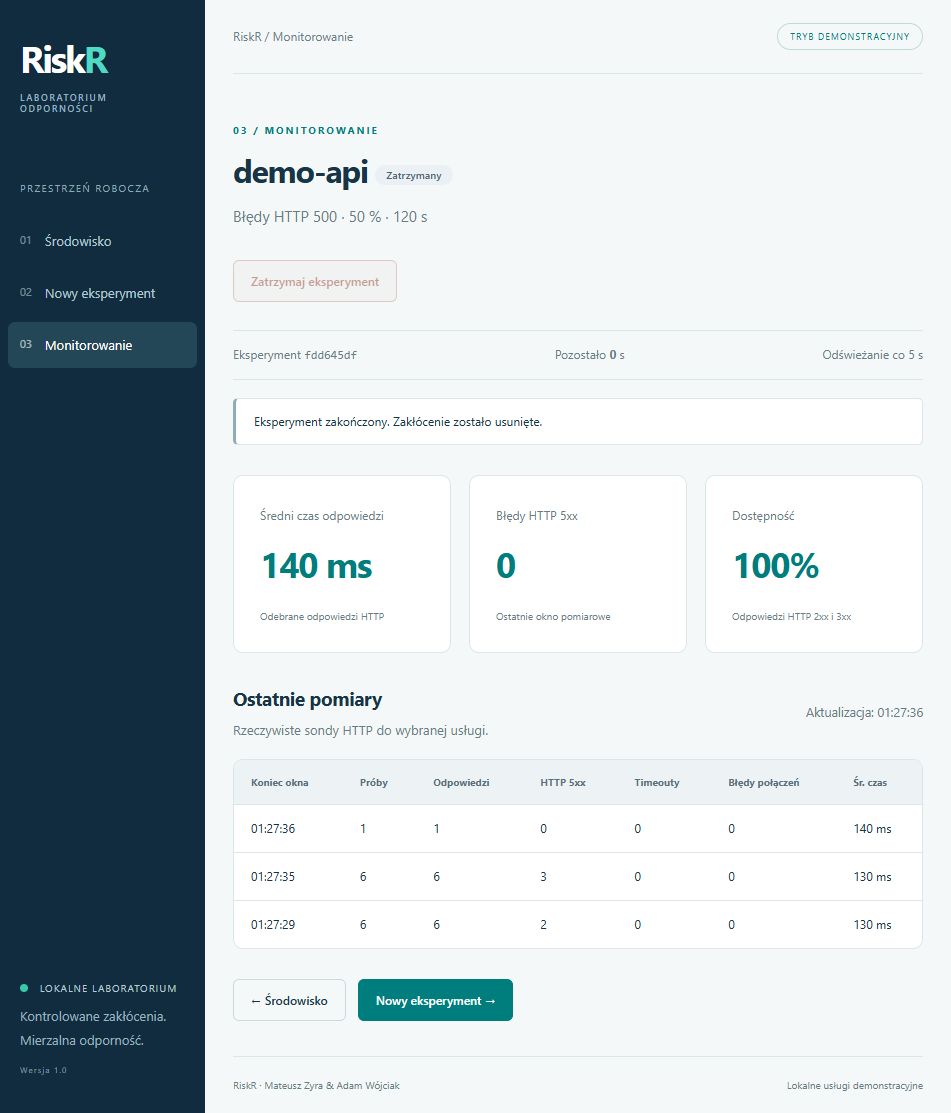 RiskR
LABORATORIUM
ODPORNOŚCI
PRZESTRZEŃ ROBOCZA
01 Środowisko
02 Nowy eksperyment
03 Monitorowanie
LOKALNE LABORATORIUM
Kontrolowane zakłócenia.
Mierzalna odporność.
Wersja 1.0
RiskR / Monitorowanie
TRYB DEMONSTRACYJNY
03 / MONITOROWANIE
demo-api Zatrzymany
Błędy HTTP 500 · 50 % · 120 s
Zatrzymaj eksperyment
Eksperyment fdd645df Pozostało 0 s Odświeżanie co 5 s
Eksperyment zakończony. Zakłócenie zostało usunięte.
Średni czas odpowiedzi
140 ms
Odebrane odpowiedzi HTTP
Błędy HTTP 5xx
0
Ostatnie okno pomiarowe
Dostępność
100%
Odpowiedzi HTTP 2xx i 3xx
Ostatnie pomiary
Rzeczywiste sondy HTTP do wybranej usługi.
Aktualizacja: 01:27:36
Koniec okna Próby Odpowiedzi HTTP 5xx Timeouty Błędy połączeń Śr. czas
01:27:36 1 1 0 0 0 140 ms
01:27:35 6 6 3 0 0 130 ms
01:27:29 6 6 2 0 0 130 ms
← Środowisko Nowy eksperyment →
RiskR · Mateusz Zyra & Adam Wójciak Lokalne usługi demonstracyjne